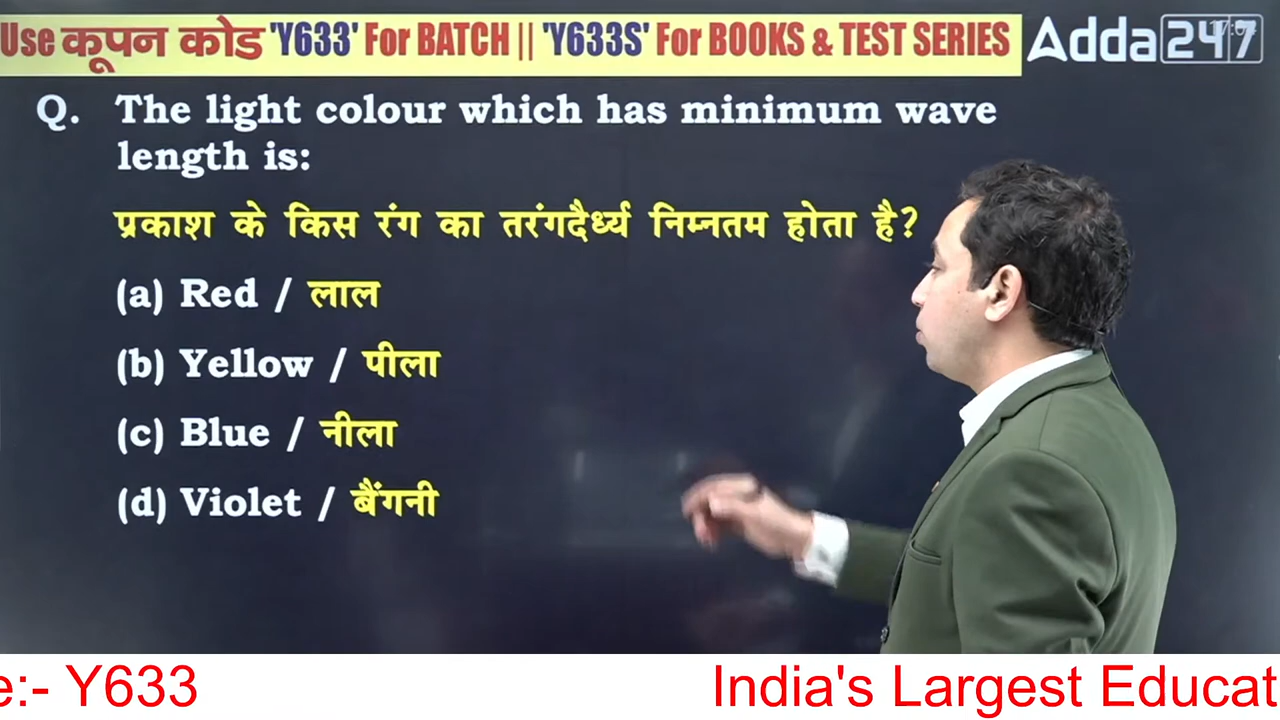 Use कूपन कोड 'Y633' For BATCH || 'Y633S' For BOOKS & TEST SERIES
Adda247
Q. The light colour which has minimum wave
length is:
प्रकाश के किस रंग का तरंगदैर्ध्य निम्नतम होता है?
(a) Red / लाल
(b) Yellow / पीला
(c) Blue / नीला
(d) Violet / बैंगनी
e:- Y633 India's Largest Educat